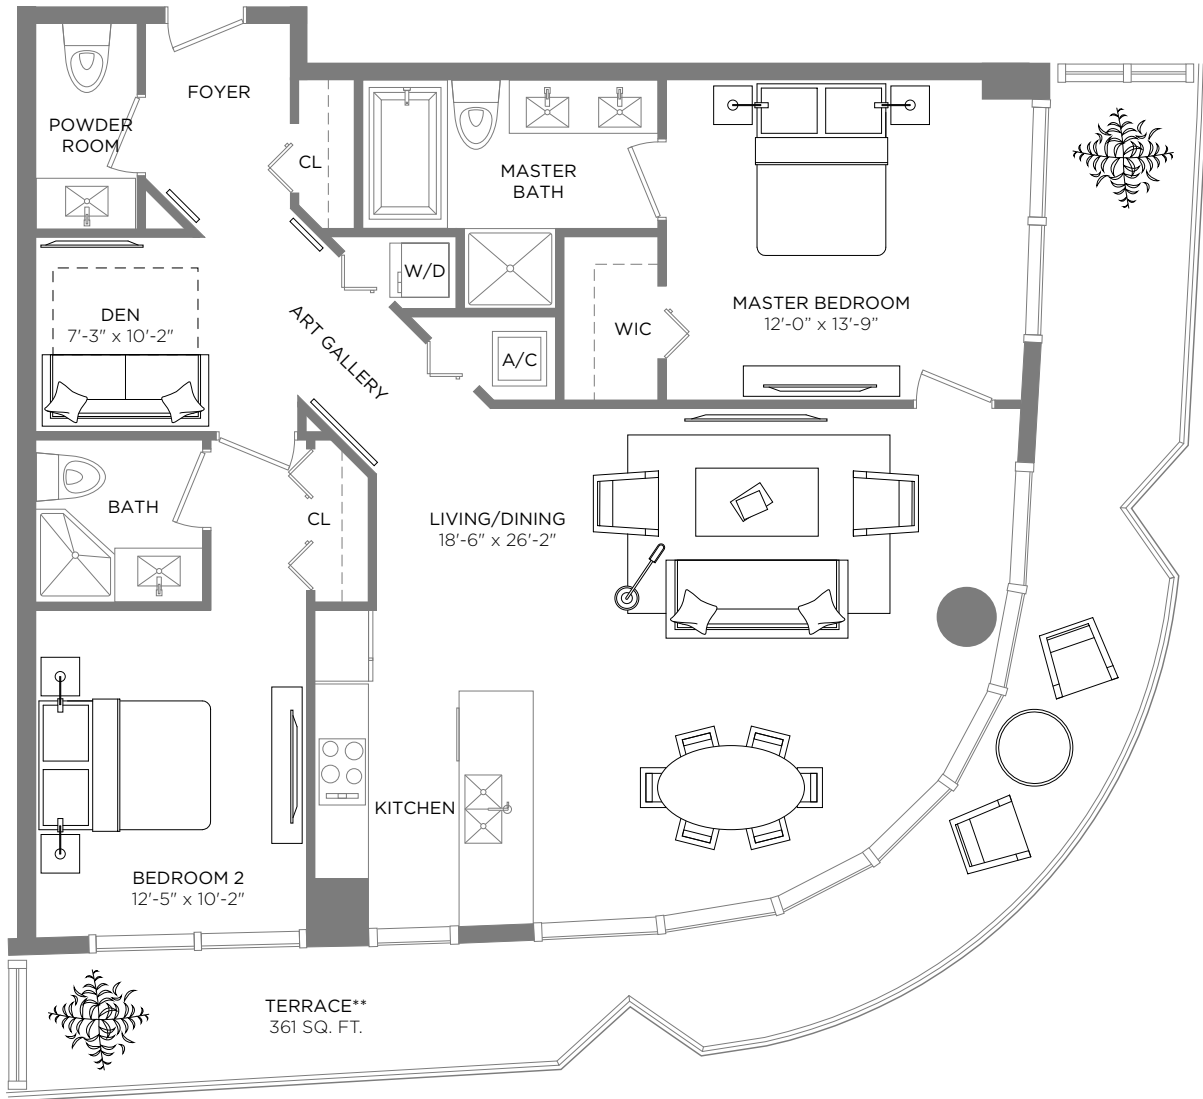 FOYER
POWDER
ROOM
CL
MASTER
BATH
W/D
DEN
7'-3" x 10'-2"
ART GALLERY
A/C
WIC
MASTER BEDROOM
12'-0" x 13'-9"
BATH
CL
LIVING/DINING
18'-6" x 26'-2"
KITCHEN
BEDROOM 2
12'-5" x 10'-2"
TERRACE**
361 SQ. FT.